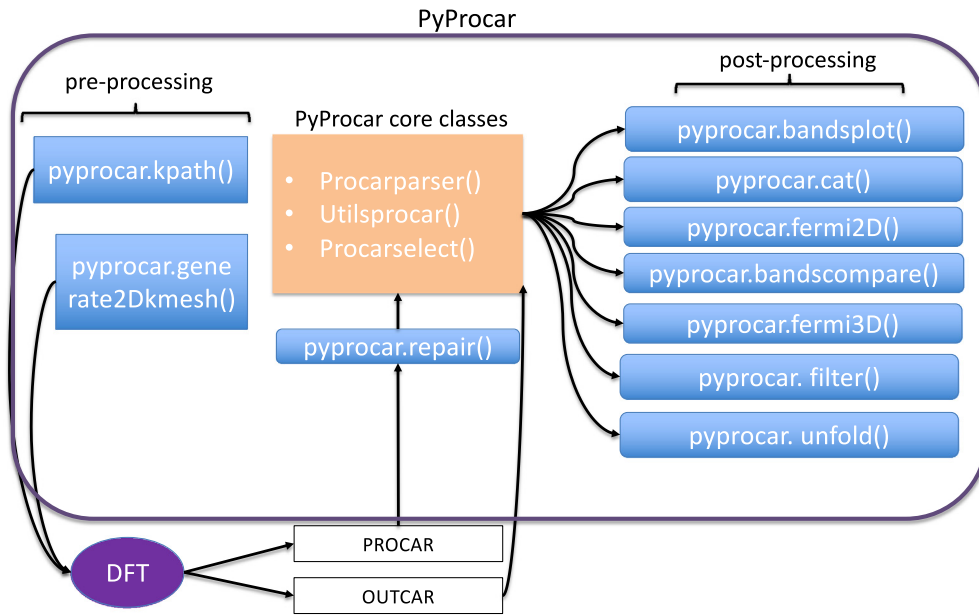 PyProcar
pre-processing
pyprocar.kpath()
pyprocar.gene
rate2Dkmesh()
PyProcar core classes
• Procarparser()
• Utilsprocar()
• Procarselect()
pyprocar.repair()
post-processing
pyprocar.bandsplot()
pyprocar.cat()
pyprocar.fermi2D()
pyprocar.bandscompare()
pyprocar.fermi3D()
pyprocar. filter()
pyprocar. unfold()
DFT
PROCAR
OUTCAR